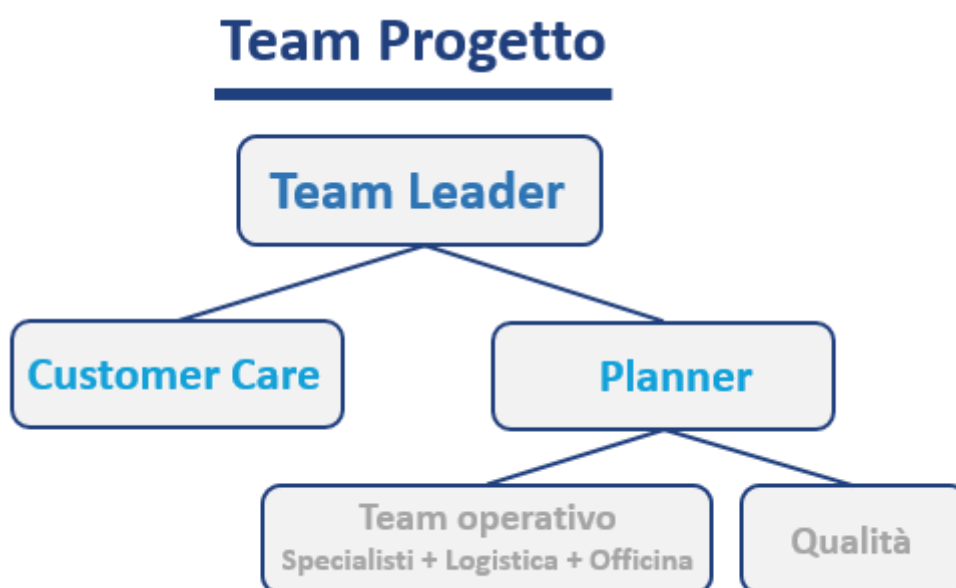 Team Progetto
Team Leader
Customer Care
Planner
Team operativo
Specialisti + Logistica + Officina
Qualità